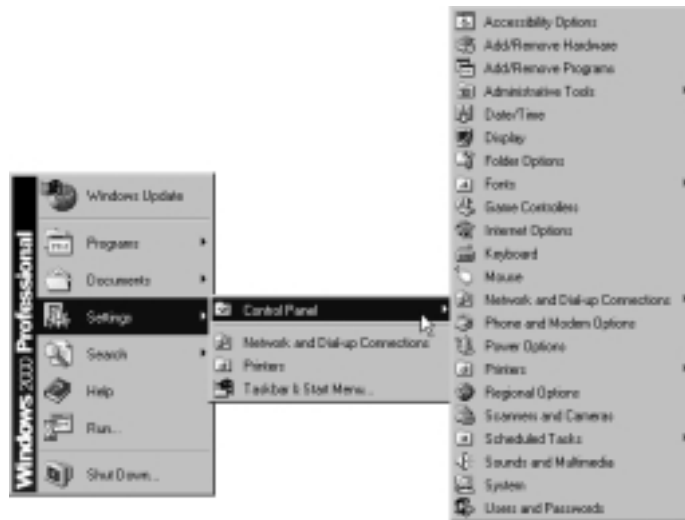 Windows 2000 Professional
Windows Update
Programs
Documents
Settings
Search
Help
Run...
Shut Down...
Control Panel
Network and Dial-up Connections
Printers
Taskbar & Start Menu...
Accessibility Options
Add/Remove Hardware
Add/Remove Programs
Administrative Tools
Date/Time
Display
Folder Options
Fonts
Game Controllers
Internet Options
Keyboard
Mouse
Network and Dial-up Connections
Phone and Modem Options
Power Options
Printers
Regional Options
Scanners and Cameras
Scheduled Tasks
Sounds and Multimedia
System
Users and Passwords